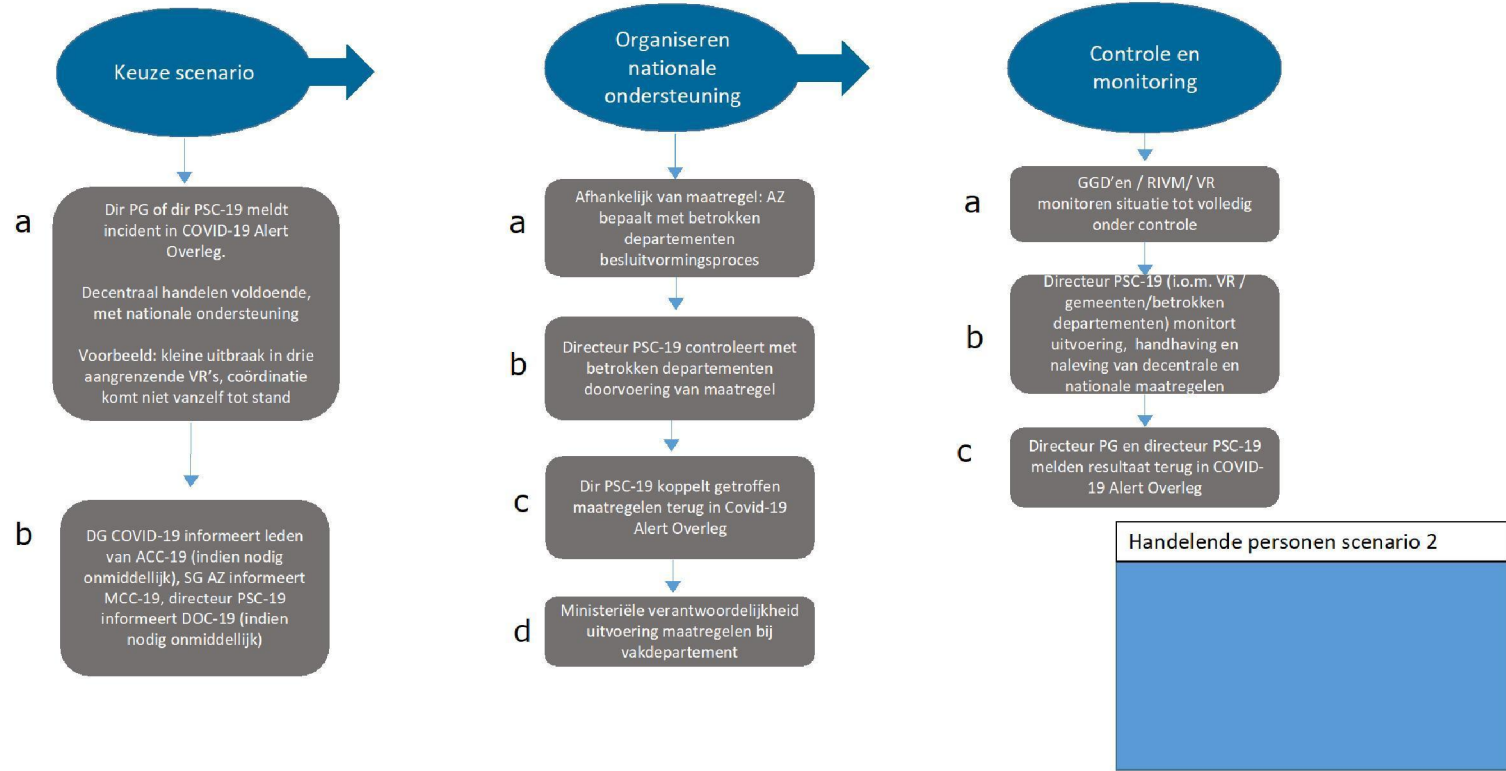 Keuze scenario
a
Dir PG of dir PSC-19 meldt
incident in COVID-19 Alert
Overleg.
Decentraal handelen voldoende,
met nationale ondersteuning
Voorbeeld: kleine uitbraak in drie
aangrenzende VR's, coördinatie
komt niet vanzelf tot stand
b
DG COVID-19 informeert leden
van ACC-19 (indien nodig
onmiddellijk), SG AZ informeert
MCC-19, directeur PSC-19
informeert DOC-19 (indien
nodig onmiddellijk)
Organiseren
nationale
ondersteuning
a
Afhankelijk van maatregel: AZ
bepaalt met betrokken
departementen
besluitvormingsproces
b
Directeur PSC-19 controleert met
betrokken departementen
doorvoering van maatregel
c
Dir PSC-19 koppelt getroffen
maatregelen terug in Covid-19
Alert Overleg
d
Ministeriële verantwoordelijkheid
uitvoering maatregelen bij
vakdepartement
Controle en
monitoring
a
GGD'en / RIVM/ VR
monitoren situatie tot volledig
onder controle
b
Directeur PSC-19 (i.o.m. VR /
gemeenten/betrokken
departementen) monitort
uitvoering, handhaving en
naleving van decentrale en
nationale maatregelen
c
Directeur PG en directeur PSC-19
melden resultaat terug in COVID-
19 Alert Overleg
Handelende personen scenario 2